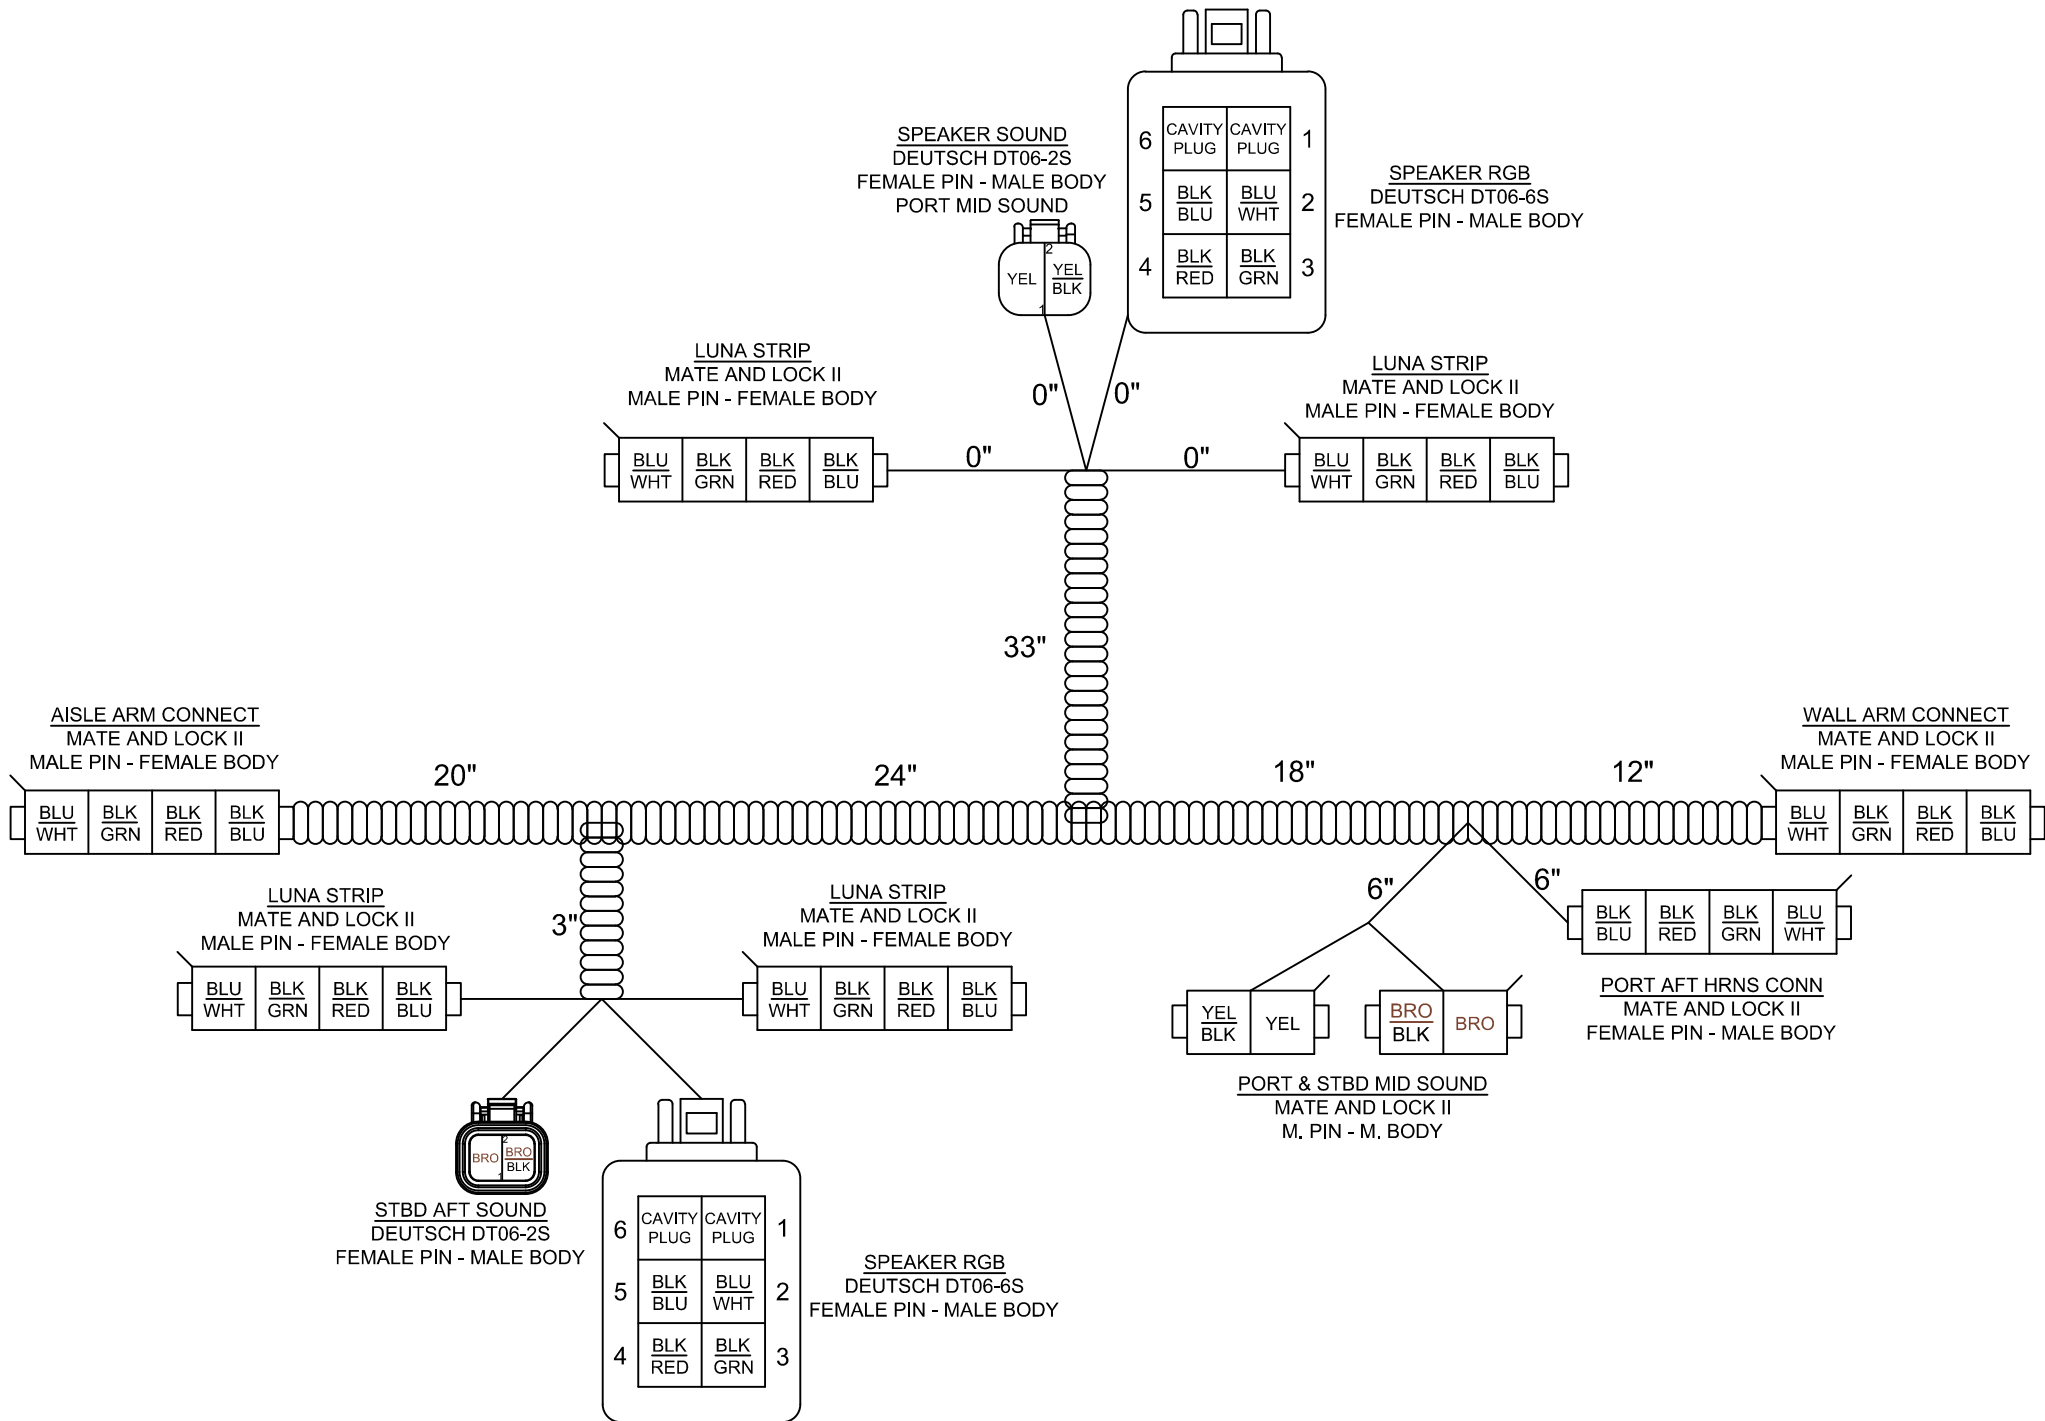 SPEAKER SOUND
DEUTSCH DT06-2S
FEMALE PIN - MALE BODY
PORT MID SOUND
2
YEL
YEL
BLK
1
6
CAVITY
PLUG
CAVITY
PLUG
1
5
BLK
BLU
BLU
WHT
2
4
BLK
RED
BLK
GRN
3
SPEAKER RGB
DEUTSCH DT06-6S
FEMALE PIN - MALE BODY
LUNA STRIP
MATE AND LOCK II
MALE PIN - FEMALE BODY
BLU
WHT
BLK
GRN
BLK
RED
BLK
BLU
0"
0"
0"
0"
LUNA STRIP
MATE AND LOCK II
MALE PIN - FEMALE BODY
BLU
WHT
BLK
GRN
BLK
RED
BLK
BLU
33"
AISLE ARM CONNECT
MATE AND LOCK II
MALE PIN - FEMALE BODY
BLU
WHT
BLK
GRN
BLK
RED
BLK
BLU
20"
24"
18"
12"
WALL ARM CONNECT
MATE AND LOCK II
MALE PIN - FEMALE BODY
BLU
WHT
BLK
GRN
BLK
RED
BLK
BLU
LUNA STRIP
MATE AND LOCK II
MALE PIN - FEMALE BODY
BLU
WHT
BLK
GRN
BLK
RED
BLK
BLU
3"
LUNA STRIP
MATE AND LOCK II
MALE PIN - FEMALE BODY
BLU
WHT
BLK
GRN
BLK
RED
BLK
BLU
6"
6"
BLK
BLU
BLK
RED
BLK
GRN
BLU
WHT
PORT AFT HRNS CONN
MATE AND LOCK II
FEMALE PIN - MALE BODY
YEL
BLK
YEL
BRO
BLK
BRO
PORT & STBD MID SOUND
MATE AND LOCK II
M. PIN - M. BODY
2
BRO
BRO
BLK
1
STBD AFT SOUND
DEUTSCH DT06-2S
FEMALE PIN - MALE BODY
6
CAVITY
PLUG
CAVITY
PLUG
1
5
BLK
BLU
BLU
WHT
2
4
BLK
RED
BLK
GRN
3
SPEAKER RGB
DEUTSCH DT06-6S
FEMALE PIN - MALE BODY